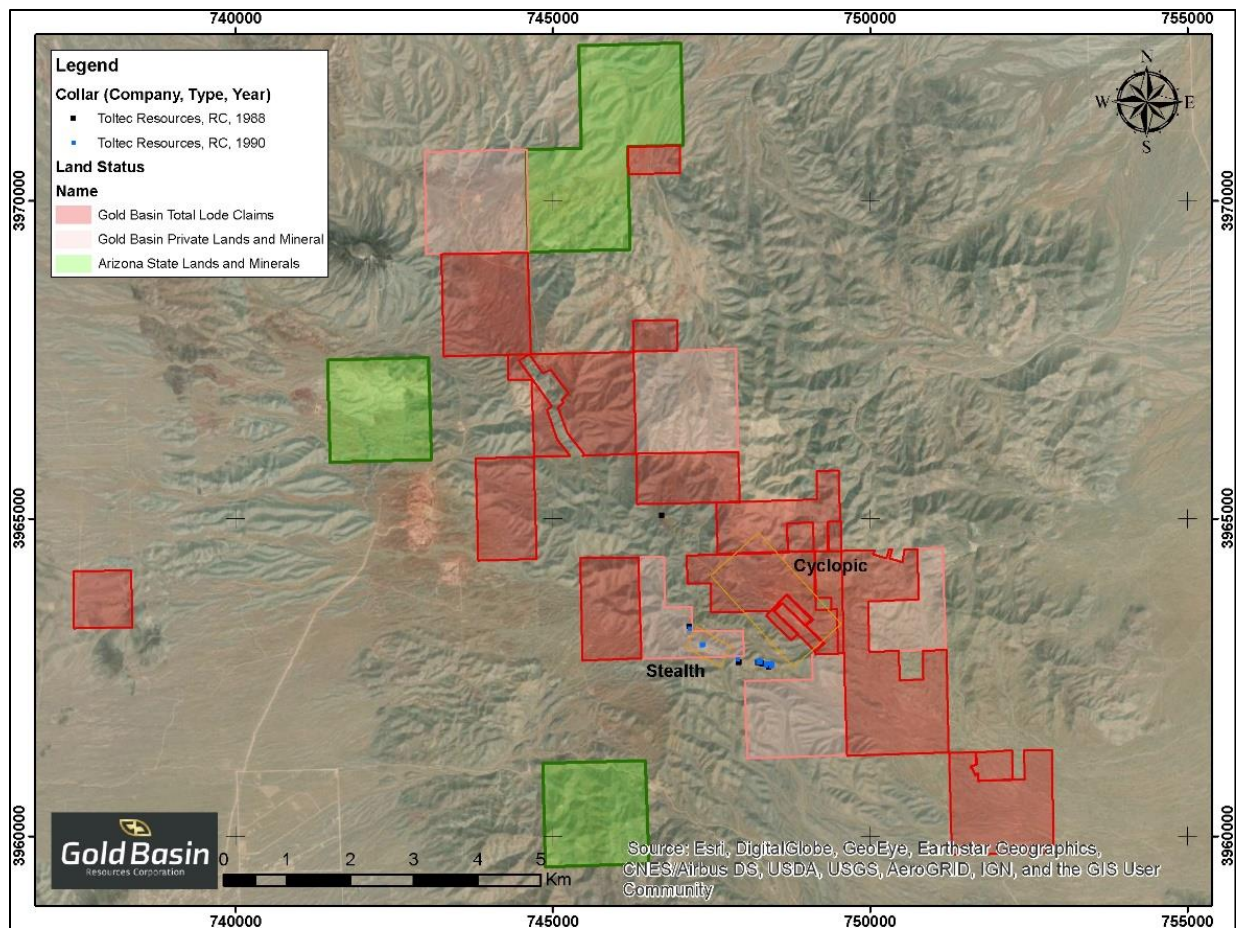 740000 745000 750000 755000
Legend
Collar (Company, Type, Year)
Toltec Resources, RC, 1988
Toltec Resources, RC, 1990
Land Status
Name
Gold Basin Total Lode Claims
Gold Basin Private Lands and Mineral
Arizona State Lands and Minerals
N
W E
S
3970000 3970000
3965000 3965000
Cyclopic
Stealth
3960000 3960000
Gold Basin
Resources Corporation
0 1 2 3 4 5
Km
Source: Esri, DigitalGlobe, GeoEye, Earthstar Geographics,
CNES/Airbus DS, USDA, USGS, AeroGRID, IGN, and the GIS User
Community
740000 745000 750000 755000